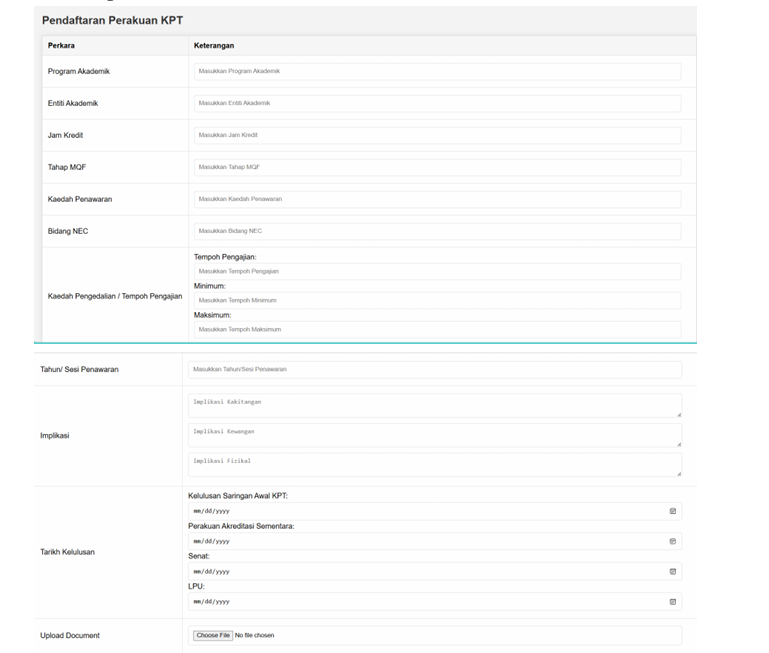 Pendaftaran Perakuan KPT
Perkara Keterangan
Program Akademik Masukkan Program Akademik
Entiti Akademik Masukkan Entiti Akademik
Jam Kredit Masukkan Jam Kredit
Tahap MQF Masukkan Tahap MQF
Kaedah Penawaran Masukkan Kaedah Penawaran
Bidang NEC Masukkan Bidang NEC
Kaedah Pengedalian / Tempoh Pengajian
Tempoh Pengajian:
Masukkan Tempoh Pengajian
Minimum:
Masukkan Tempoh Minimum
Maksimum:
Masukkan Tempoh Maksimum
Tahun/ Sesi Penawaran Masukkan Tahun/Sesi Penawaran
Implikasi
Implikasi Kakitangan
Implikasi Kewangan
Implikasi Fizikal
Tarikh Kelulusan
Kelulusan Saringan Awal KPT:
mm/dd/yyyy
Perakuan Akreditasi Sementara:
mm/dd/yyyy
Senat:
mm/dd/yyyy
LPU:
mm/dd/yyyy
Upload Document Choose File No file chosen